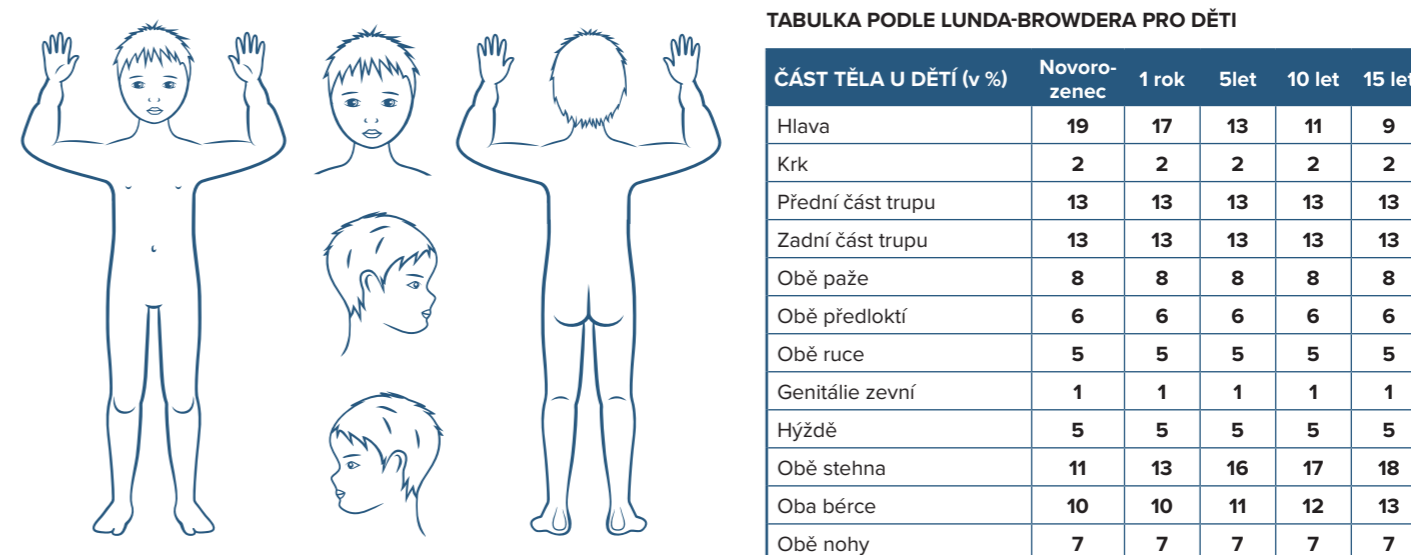 TABULKA PODLE LUNDA-BROWDERA PRO DĚTI
ČÁST TĚLA U DĚTÍ (v %) Novoro-zenec 1 rok 5let 10 let 15 let
Hlava 19 17 13 11 9
Krk 2 2 2 2 2
Přední část trupu 13 13 13 13 13
Zadní část trupu 13 13 13 13 13
Obě paže 8 8 8 8 8
Obě předloktí 6 6 6 6 6
Obě ruce 5 5 5 5 5
Genitálie zevní 1 1 1 1 1
Hýždě 5 5 5 5 5
Obě stehna 11 13 16 17 18
Oba bérce 10 10 11 12 13
Obě nohy 7 7 7 7 7